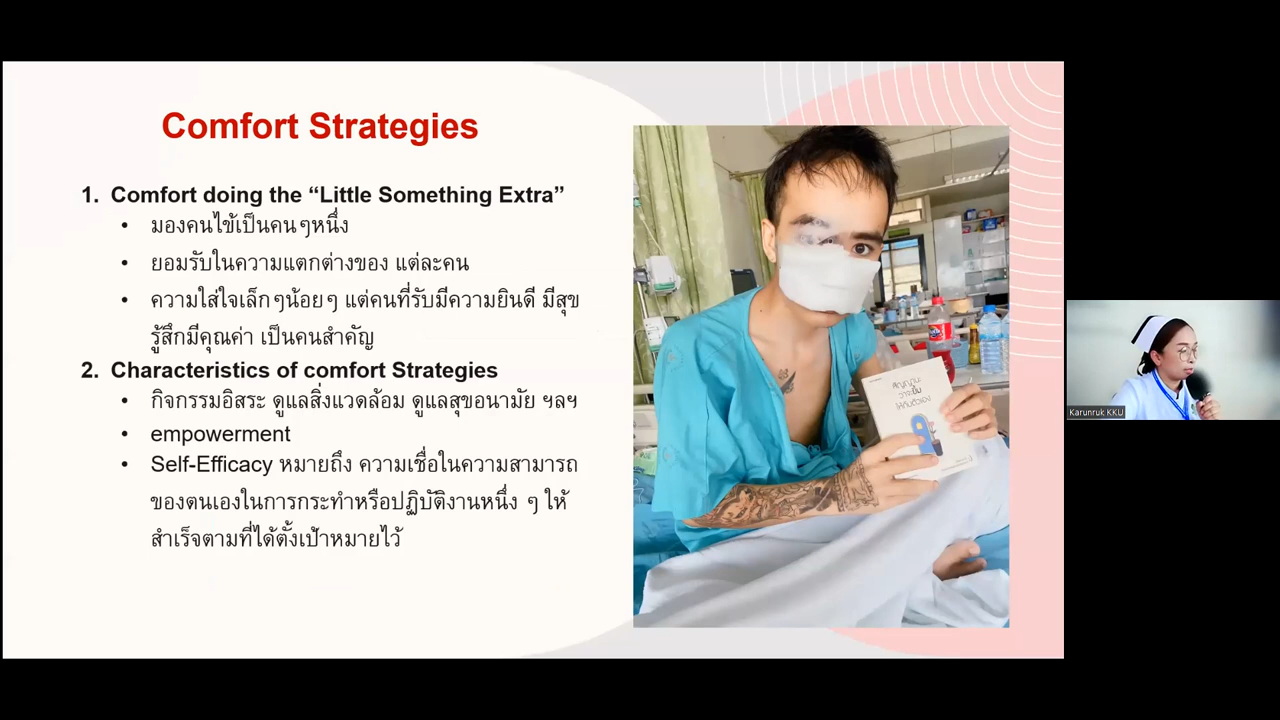 Comfort Strategies
1. Comfort doing the “Little Something Extra”
• มองคนไข้เป็นคนๆหนึ่ง
• ยอมรับในความแตกต่างของ แต่ละคน
• ความใส่ใจเล็กๆน้อยๆ แต่คนที่รับมีความยินดี มีสุข
รู้สึกมีคุณค่า เป็นคนสำคัญ
2. Characteristics of comfort Strategies
• กิจกรรมอิสระ ดูแลสิ่งแวดล้อม ดูแลสุขอนามัย ฯลฯ
• empowerment
• Self-Efficacy หมายถึง ความเชื่อในความสามารถ
ของตนเองในการกระทำหรือปฏิบัติงานหนึ่ง ๆ ให้
สำเร็จตามที่ได้ตั้งเป้าหมายไว้
Karunruk KKU